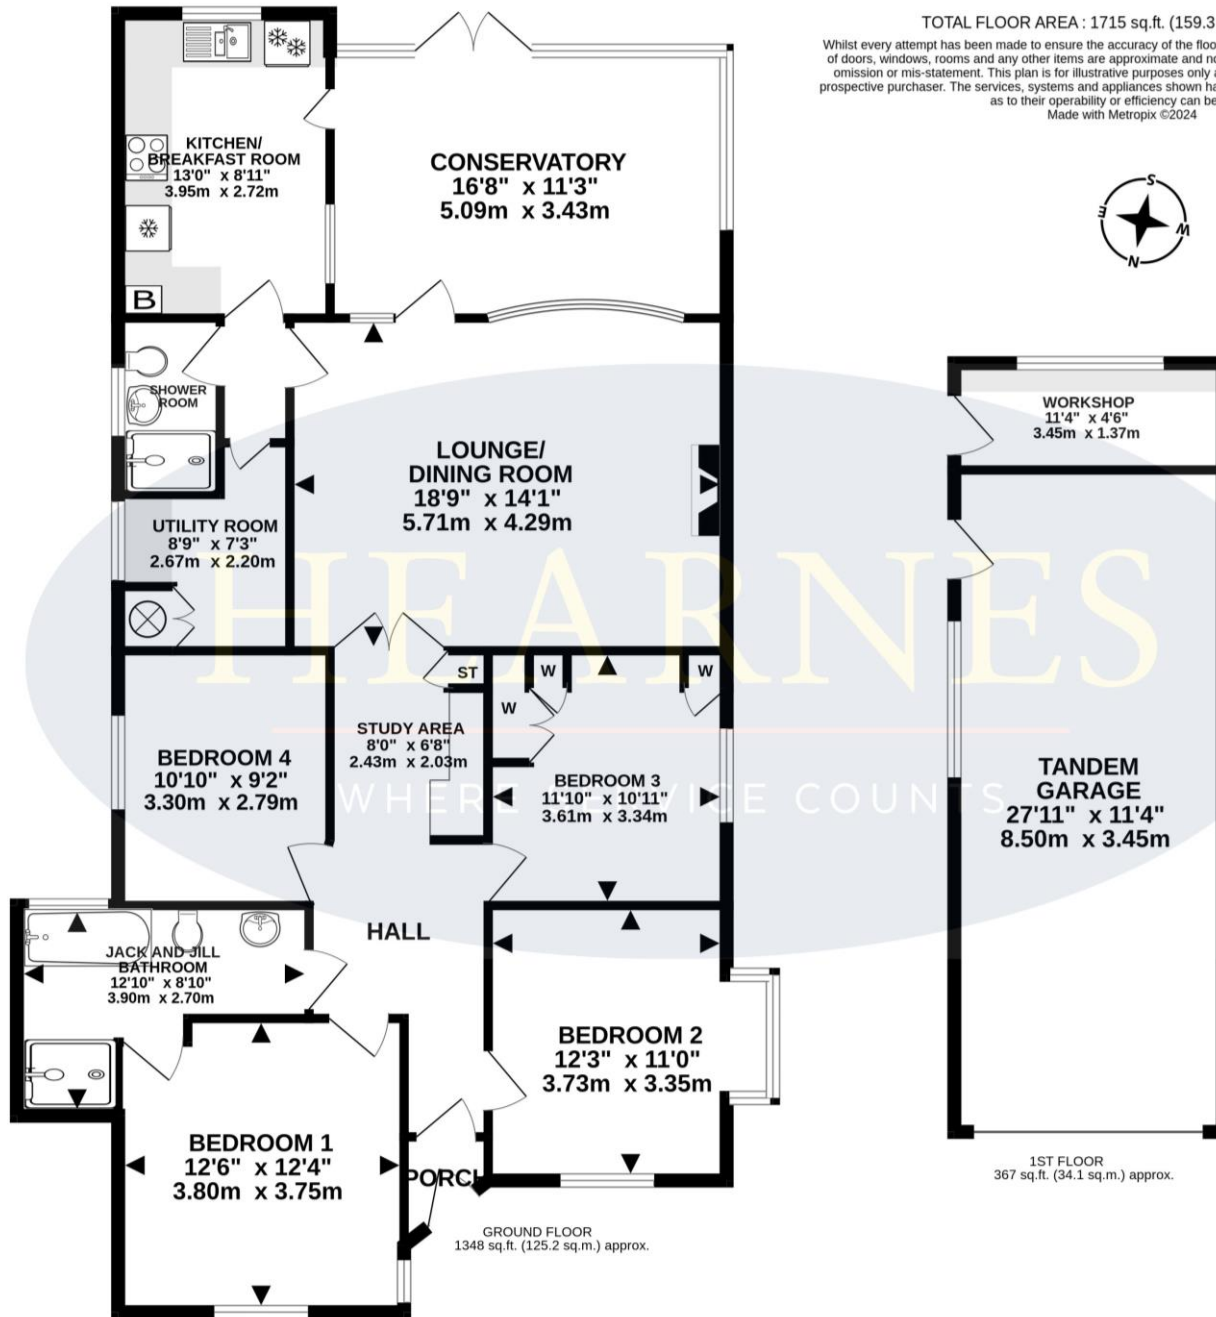 TOTAL FLOOR AREA : 1715 sq.ft. (159.3
Whilst every attempt has been made to ensure the accuracy of the floo
of doors, windows, rooms and any other items are approximate and no
omission or mis-statement. This plan is for illustrative purposes only a
prospective purchaser. The services, systems and appliances shown ha
as to their operability or efficiency can be
Made with Metropix ©2024
S
E
W
N
KITCHEN/
BREAKFAST ROOM
13'0" x 8'11"
3.95m x 2.72m
B
CONSERVATORY
16'8" x 11'3"
5.09m x 3.43m
SHOWER
ROOM
LOUNGE/
DINING ROOM
18'9" x 14'1"
5.71m x 4.29m
UTILITY ROOM
8'9" x 7'3"
2.67m x 2.20m
WORKSHOP
11'4" x 4'6"
3.45m x 1.37m
HEARNES
WHERE SERVICE COUNTS
ST
W
W
W
STUDY AREA
8'0" x 6'8"
2.43m x 2.03m
BEDROOM 4
10'10" x 9'2"
3.30m x 2.79m
BEDROOM 3
11'10" x 10'11"
3.61m x 3.34m
TANDEM
GARAGE
27'11" x 11'4"
8.50m x 3.45m
HALL
JACK AND JILL
BATHROOM
12'10" x 8'10"
3.90m x 2.70m
BEDROOM 2
12'3" x 11'0"
3.73m x 3.35m
BEDROOM 1
12'6" x 12'4"
3.80m x 3.75m
PORCH
1ST FLOOR
367 sq.ft. (34.1 sq.m.) approx.
GROUND FLOOR
1348 sq.ft. (125.2 sq.m.) approx.